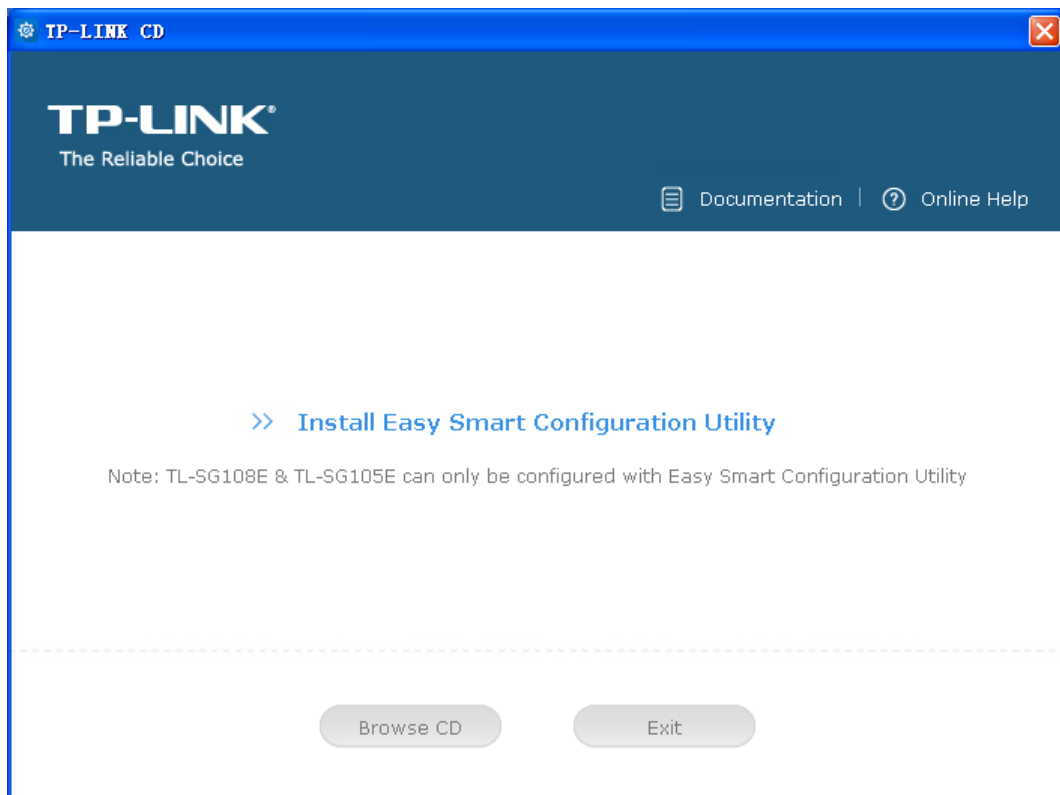 TP-LINK CD
TP-LINK®
The Reliable Choice
Documentation | ? Online Help
>> Install Easy Smart Configuration Utility
Note: TL-SG108E & TL-SG105E can only be configured with Easy Smart Configuration Utility
Browse CD
Exit